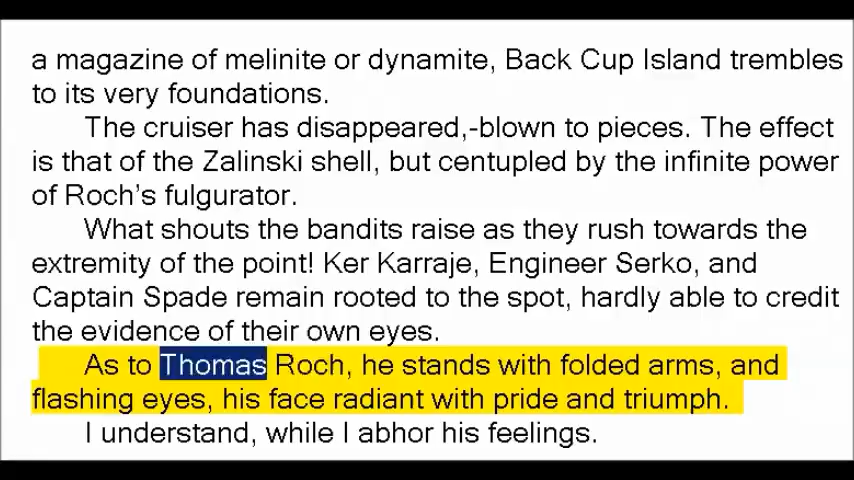 a magazine of melinite or dynamite, Back Cup Island trembles
to its very foundations.
The cruiser has disappeared,-blown to pieces. The effect
is that of the Zalinski shell, but centupled by the infinite power
of Roch's fulgurator.
What shouts the bandits raise as they rush towards the
extremity of the point! Ker Karraje, Engineer Serko, and
Captain Spade remain rooted to the spot, hardly able to credit
the evidence of their own eyes.
As to Thomas Roch, he stands with folded arms, and
flashing eyes, his face radiant with pride and triumph.
I understand, while I abhor his feelings.